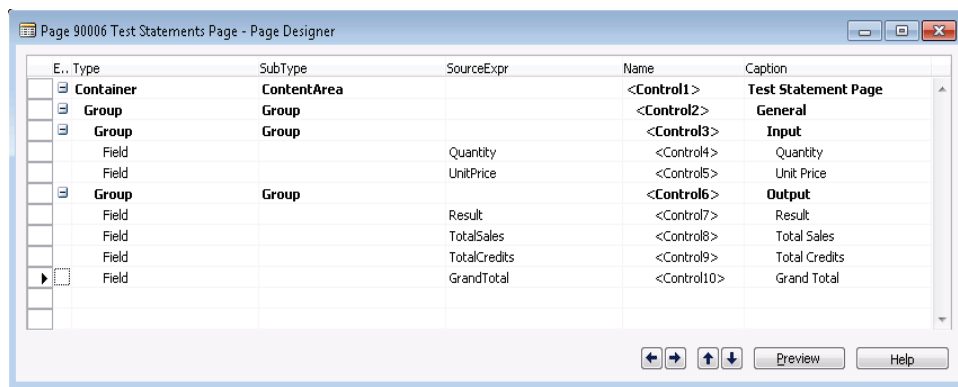 Page 90006 Test Statements Page - Page Designer
E.. Type SubType SourceExpr Name Caption
Container ContentArea <Control1> Test Statement Page
Group Group <Control2> General
Group Group <Control3> Input
Field Quantity <Control4> Quantity
Field UnitPrice <Control5> Unit Price
Group Group <Control6> Output
Field Result <Control7> Result
Field TotalSales <Control8> Total Sales
Field TotalCredits <Control9> Total Credits
Field GrandTotal <Control10> Grand Total
Preview Help